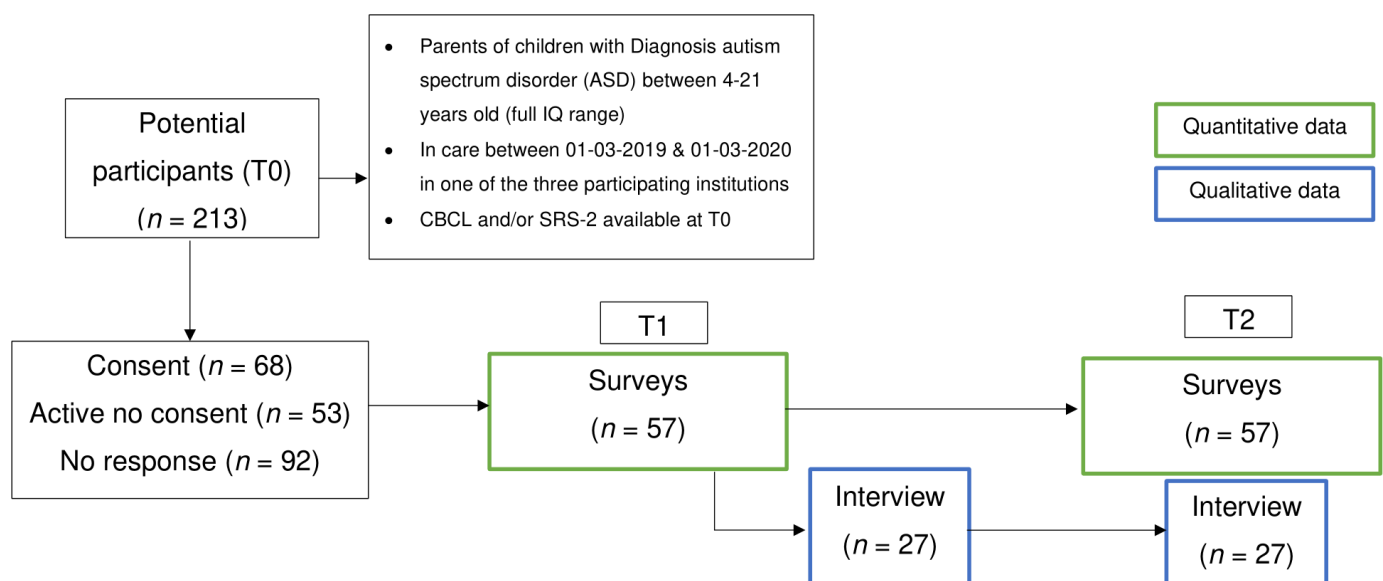 Potential
participants (T0)
(n = 213)
• Parents of children with Diagnosis autism
spectrum disorder (ASD) between 4-21
years old (full IQ range)
• In care between 01-03-2019 & 01-03-2020
in one of the three participating institutions
• CBCL and/or SRS-2 available at T0
Quantitative data
Qualitative data
Consent (n = 68)
Active no consent (n = 53)
No response (n = 92)
T1
Surveys
(n = 57)
Interview
(n = 27)
T2
Surveys
(n = 57)
Interview
(n = 27)